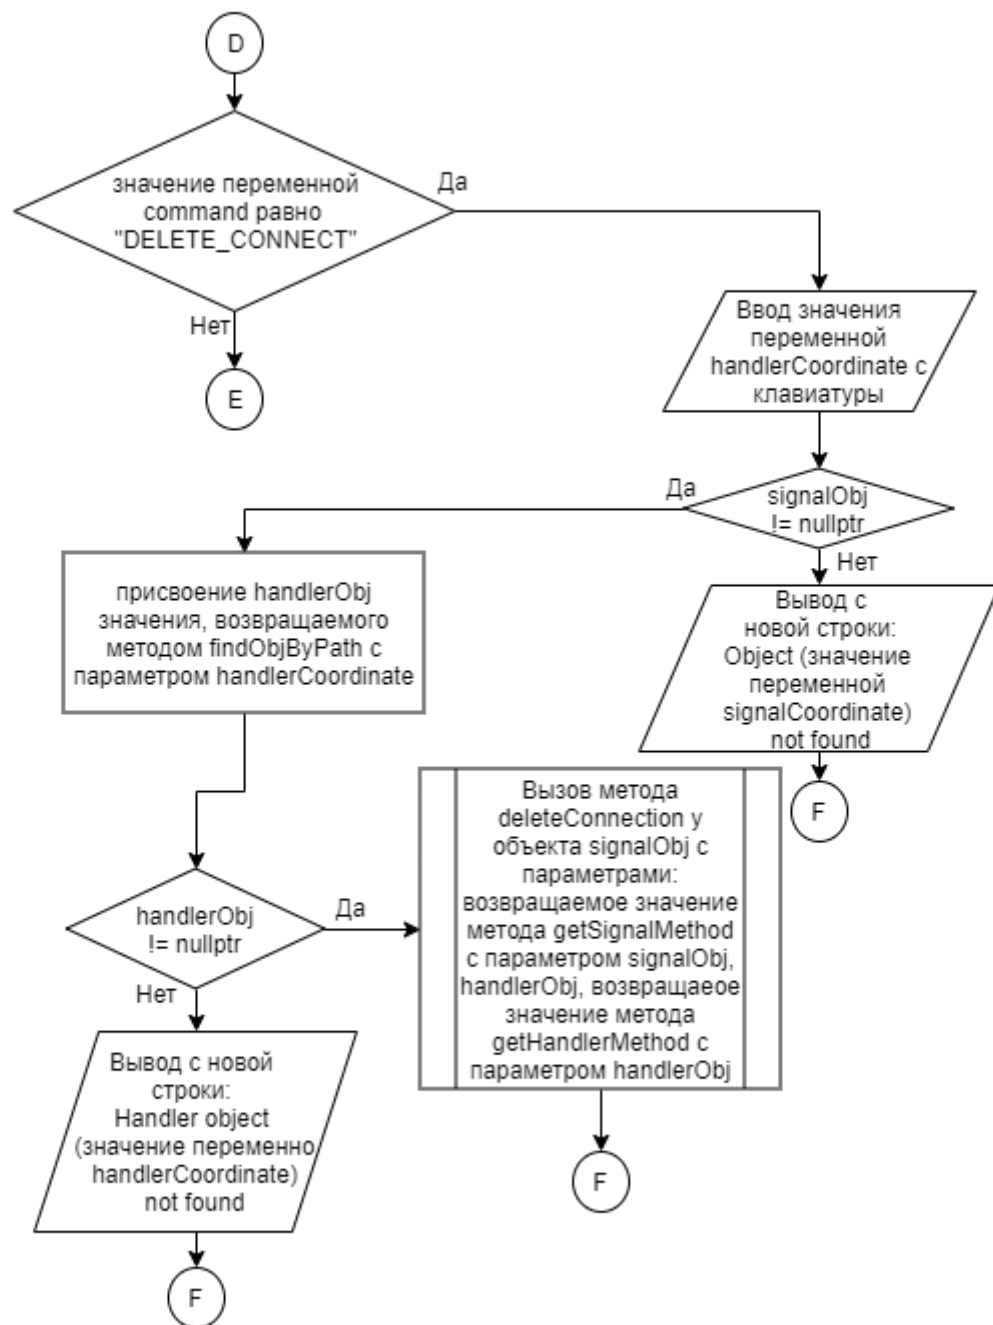 D
значение переменной
command равно
"DELETE_CONNECT"
Да
Нет
E
Ввод значения
переменной
handlerCoordinate с
клавиатуры
signalObj
!= nullptr
Да
Нет
Вывод с
новой строки:
Object (значение
переменной
signalCoordinate)
not found
F
присвоение handlerObj
значения, возвращаемого
методом findObjByPath с
параметром handlerCoordinate
handlerObj
!= nullptr
Да
Нет
Вызов метода
deleteConnection у
объекта signalObj с
параметрами:
возвращаемое значение
метода getSignalMethod
с параметром signalObj,
handlerObj, возвращаеое
значение метода
getHandlerMethod с
параметром handlerObj
F
Вывод с новой
строки:
Handler object
(значение переменно
handlerCoordinate)
not found
F